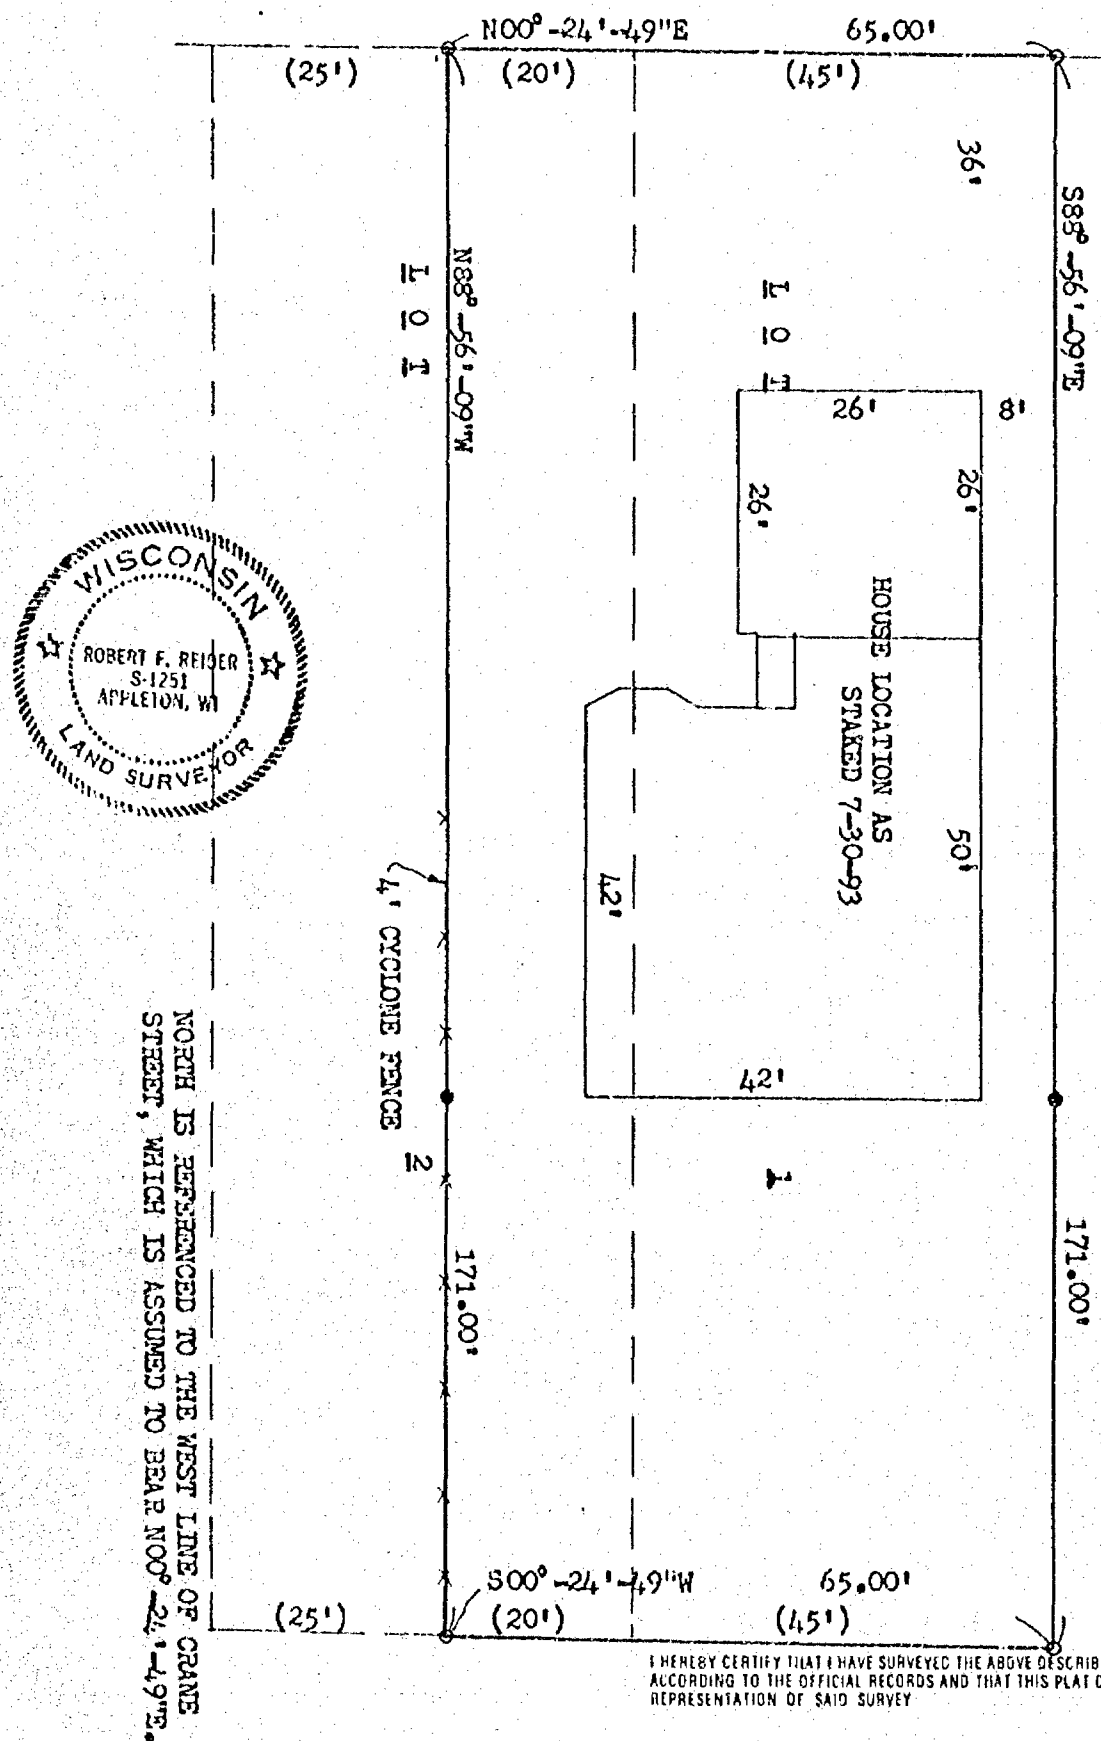 N00°-24'-49"E
65.00'
(25')
(20')
(45')
36'
S88°-56'-09"E
N88°-56'-09"W
LOT
LOT
26'
8'
26'
26'
HOUSE LOCATION AS
STAKED 7-30-93
50'
42'
42'
WISCONSIN
ROBERT F. REIDER
S-1251
APPLETON, WI
LAND SURVEYOR
4' CYCLONE FENCE
2
1
171.00'
171.00'
NORTH IS REFERENCED TO THE WEST LINE OF CRANE
STREET, WHICH IS ASSUMED TO BEAR N00°-24'-49"E.
S00°-24'-49"W
65.00'
(25')
(20')
(45')
I HEREBY CERTIFY THAT I HAVE SURVEYED THE ABOVE DESCRIB
ACCORDING TO THE OFFICIAL RECORDS AND THAT THIS PLAT
REPRESENTATION OF SAID SURVEY